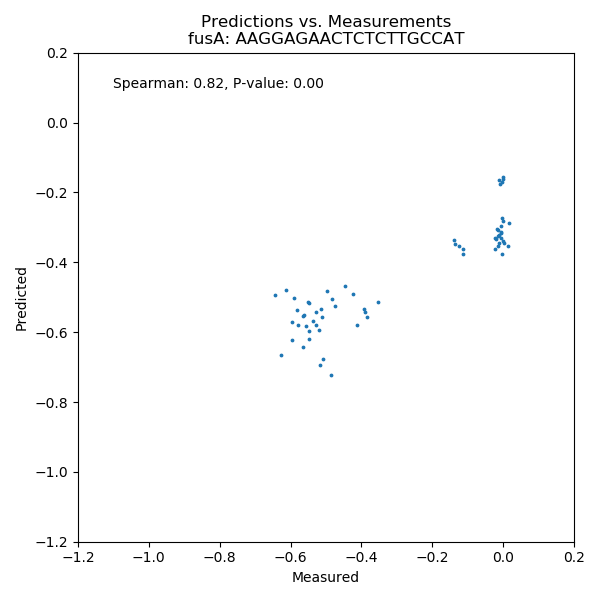 Predictions vs. Measurements
fusA: AAGGAGAACTCTCTTGCCAT
Spearman: 0.82, P-value: 0.00
Predicted
0.2
0.0
−0.2
−0.4
−0.6
−0.8
−1.0
−1.2
−1.2 −1.0 −0.8 −0.6 −0.4 −0.2 0.0 0.2
Measured